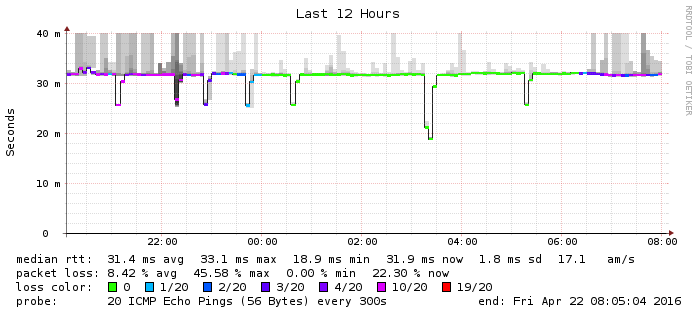 Last 12 Hours
RRDTOOL / TOBI OETIKER
Seconds
40 m
30 m
20 m
10 m
0
22:00 00:00 02:00 04:00 06:00 08:00
median rtt: 31.4 ms avg 33.1 ms max 18.9 ms min 31.9 ms now 1.8 ms sd 17.1 am/s
packet loss: 8.42 % avg 45.58 % max 0.00 % min 22.30 % now
loss color: 0 1/20 2/20 3/20 4/20 10/20 19/20
probe: 20 ICMP Echo Pings (56 Bytes) every 300s end: Fri Apr 22 08:05:04 2016